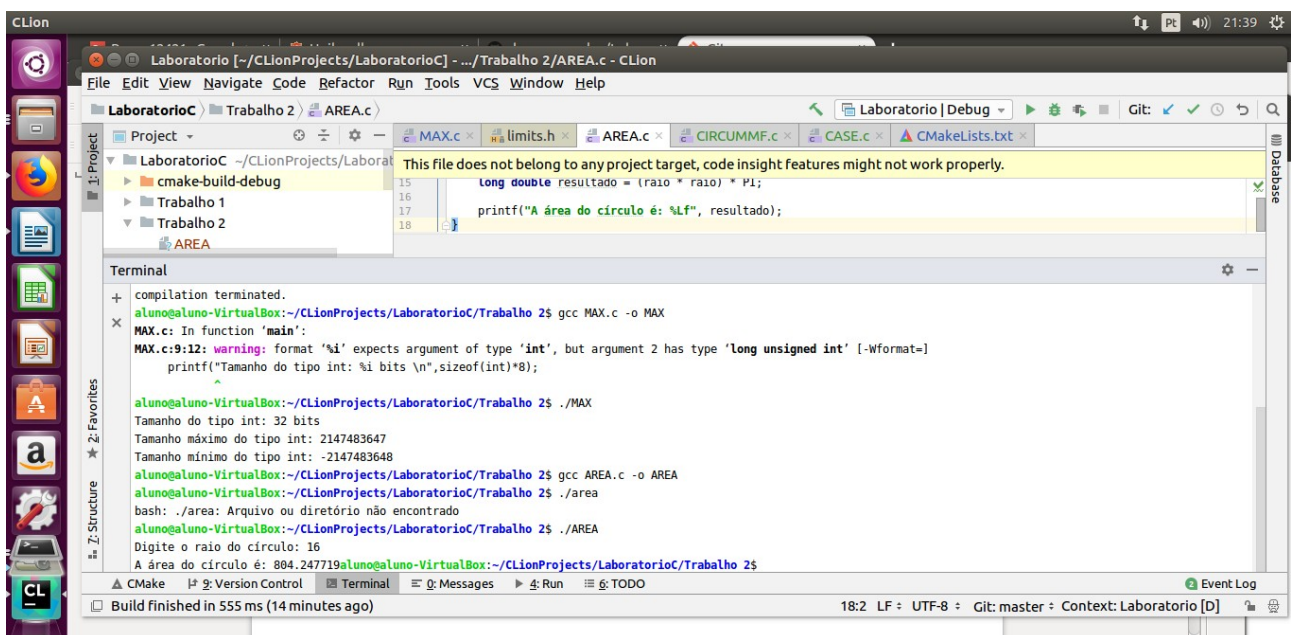 CLion
Pt
21:39
Laboratorio [~/CLionProjects/LaboratorioC] - .../Trabalho 2/AREA.c - CLion
File Edit View Navigate Code Refactor Run Tools VCS Window Help
LaboratorioC Trabalho 2 AREA.c
Laboratorio | Debug
Git:
Project
MAX.c
limits.h
AREA.c
CIRCUMMF.c
CASE.c
CMakeLists.txt
1: Project
LaboratorioC ~/CLionProjects/Laborat
cmake-build-debug
Trabalho 1
Trabalho 2
AREA
This file does not belong to any project target, code insight features might not work properly.
15 long double resultado = (raio * raio) * PI;
16
17 printf("A área do círculo é: %Lf", resultado);
18 }
Database
Terminal
compilation terminated.
aluno@aluno-VirtualBox:~/CLionProjects/LaboratorioC/Trabalho 2$ gcc MAX.c -o MAX
MAX.c: In function ‘main’:
MAX.c:9:12: warning: format ‘%i’ expects argument of type ‘int’, but argument 2 has type ‘long unsigned int’ [-Wformat=]
printf("Tamanho do tipo int: %i bits \n",sizeof(int)*8);
^
aluno@aluno-VirtualBox:~/CLionProjects/LaboratorioC/Trabalho 2$ ./MAX
Tamanho do tipo int: 32 bits
Tamanho máximo do tipo int: 2147483647
Tamanho mínimo do tipo int: -2147483648
aluno@aluno-VirtualBox:~/CLionProjects/LaboratorioC/Trabalho 2$ gcc AREA.c -o AREA
aluno@aluno-VirtualBox:~/CLionProjects/LaboratorioC/Trabalho 2$ ./area
bash: ./area: Arquivo ou diretório não encontrado
aluno@aluno-VirtualBox:~/CLionProjects/LaboratorioC/Trabalho 2$ ./AREA
Digite o raio do círculo: 16
A área do círculo é: 804.247719aluno@aluno-VirtualBox:~/CLionProjects/LaboratorioC/Trabalho 2$
2: Favorites
7: Structure
CMake 9: Version Control Terminal 0: Messages 4: Run 6: TODO
2 Event Log
Build finished in 555 ms (14 minutes ago)
18:2 LF UTF-8 Git: master Context: Laboratorio [D]
CL